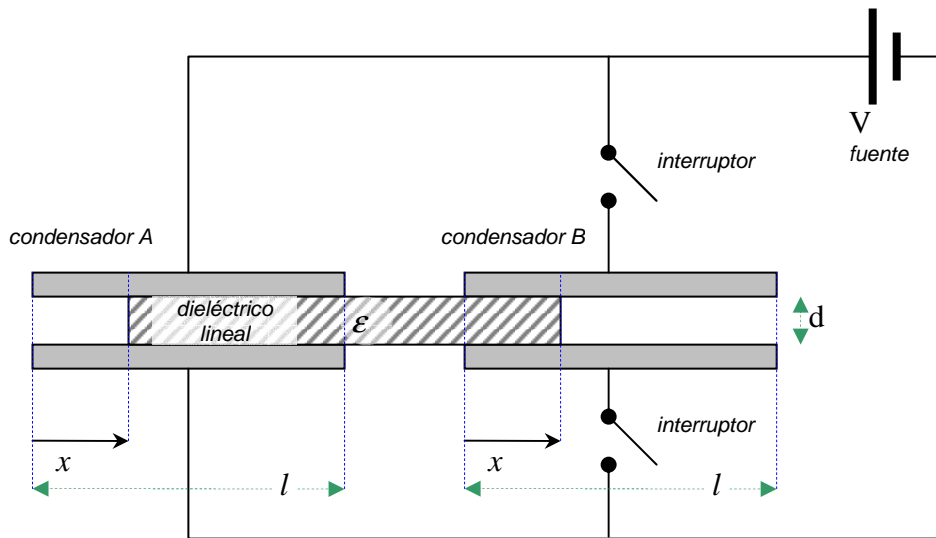 V
fuente
interruptor
condensador A
condensador B
dieléctrico
lineal
ε
d
interruptor
x
l
x
l